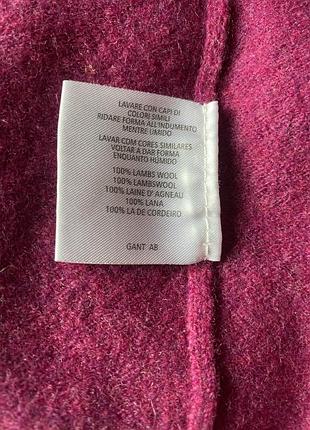 LAVARE CON CAPI DI
COLORI SIMILI
RIDARE FORMA ALL'INDUMENTO
MENTRE UMIDO
LAVAR COM CORES SIMILARES
VOLTAR A DAR FORMA
ENQUANTO HÚMIDO
100% LAMBS WOOL
100% LAMBSWOOL
100% LAINE D'AGNEAU
100% LANA
100% LA DE CORDEIRO
GANT AB